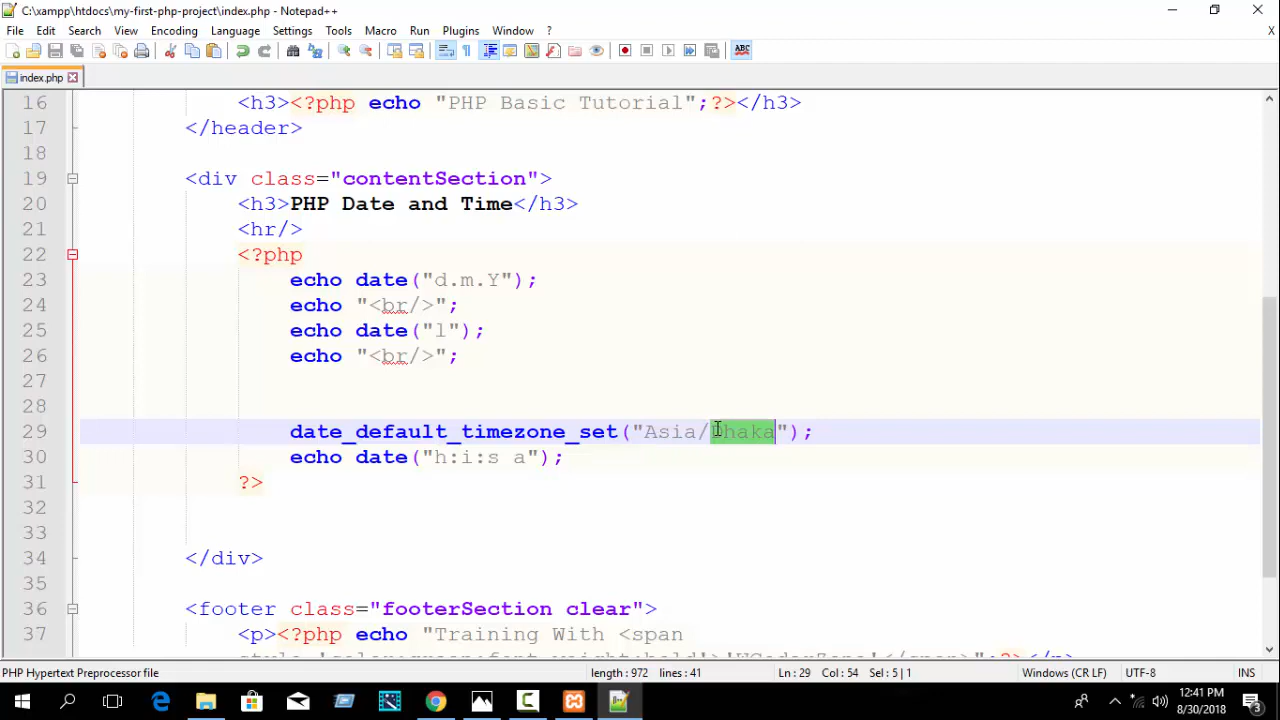 C:\xampp\htdocs\my-first-php-project\index.php - Notepad++
File Edit Search View Encoding Language Settings Tools Macro Run Plugins Window ?
X
ABC
index.php
16 <h3><?php echo "PHP Basic Tutorial";?></h3>
17 </header>
18
19 <div class="contentSection">
20 <h3>PHP Date and Time</h3>
21 <hr/>
22 <?php
23 echo date("d.m.Y");
24 echo "<br/>";
25 echo date("l");
26 echo "<br/>";
27
28
29 date_default_timezone_set("Asia/Dhaka");
30 echo date("h:i:s a");
31 ?>
32
33
34 </div>
35
36 <footer class="footerSection clear">
37 <p><?php echo "Training With <span
PHP Hypertext Preprocessor file length : 972 lines : 41 Ln : 29 Col : 54 Sel : 5 | 1 Windows (CR LF) UTF-8 INS
12:41 PM
8/30/2018
3